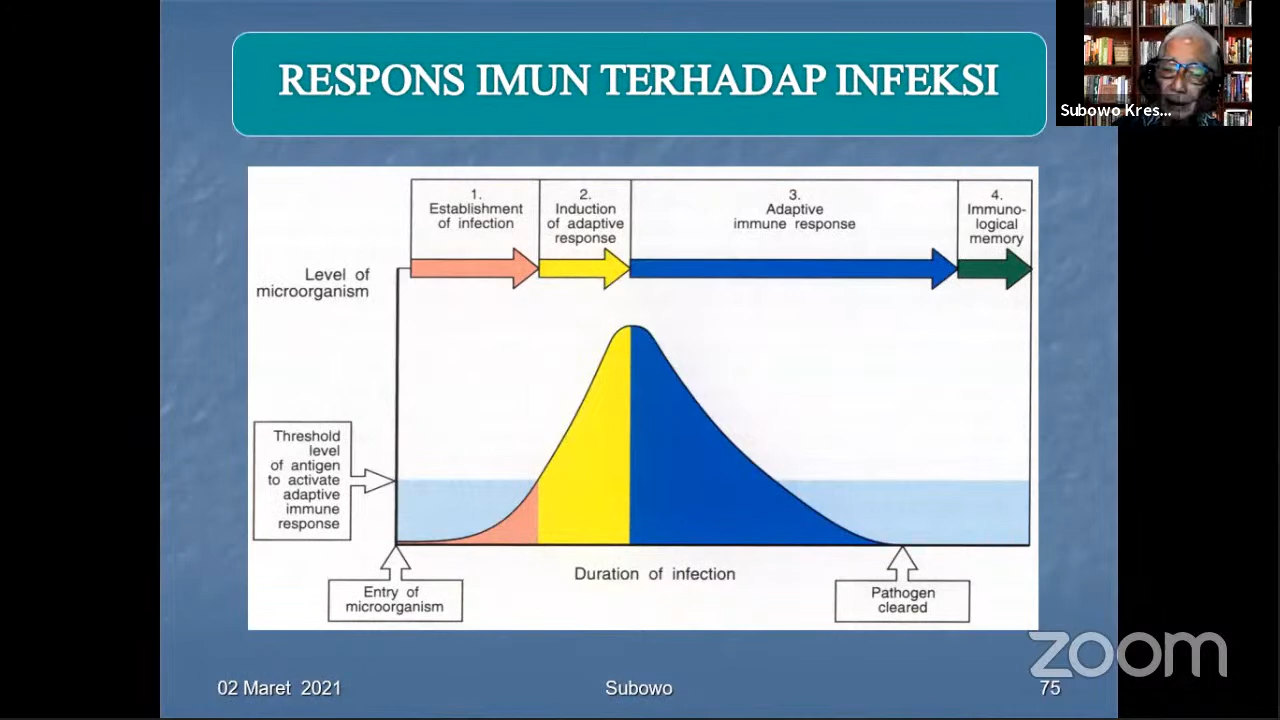 RESPONS IMUN TERHADAP INFEKSI
Subowo Kres...
1.
Establishment
of infection
2.
Induction
of adaptive
response
3.
Adaptive
immune response
4.
Immuno-
logical
memory
Level of
microorganism
Threshold
level
of antigen
to activate
adaptive
immune
response
Entry of
microorganism
Duration of infection
Pathogen
cleared
zoom
02 Maret 2021
Subowo
75